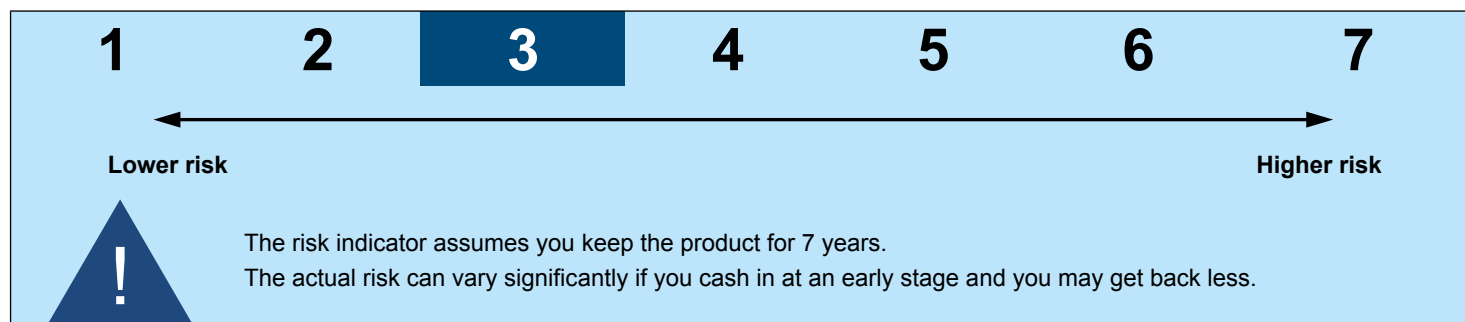 1 2 3 4 5 6 7
Lower risk Higher risk
!
The risk indicator assumes you keep the product for 7 years.
The actual risk can vary significantly if you cash in at an early stage and you may get back less.